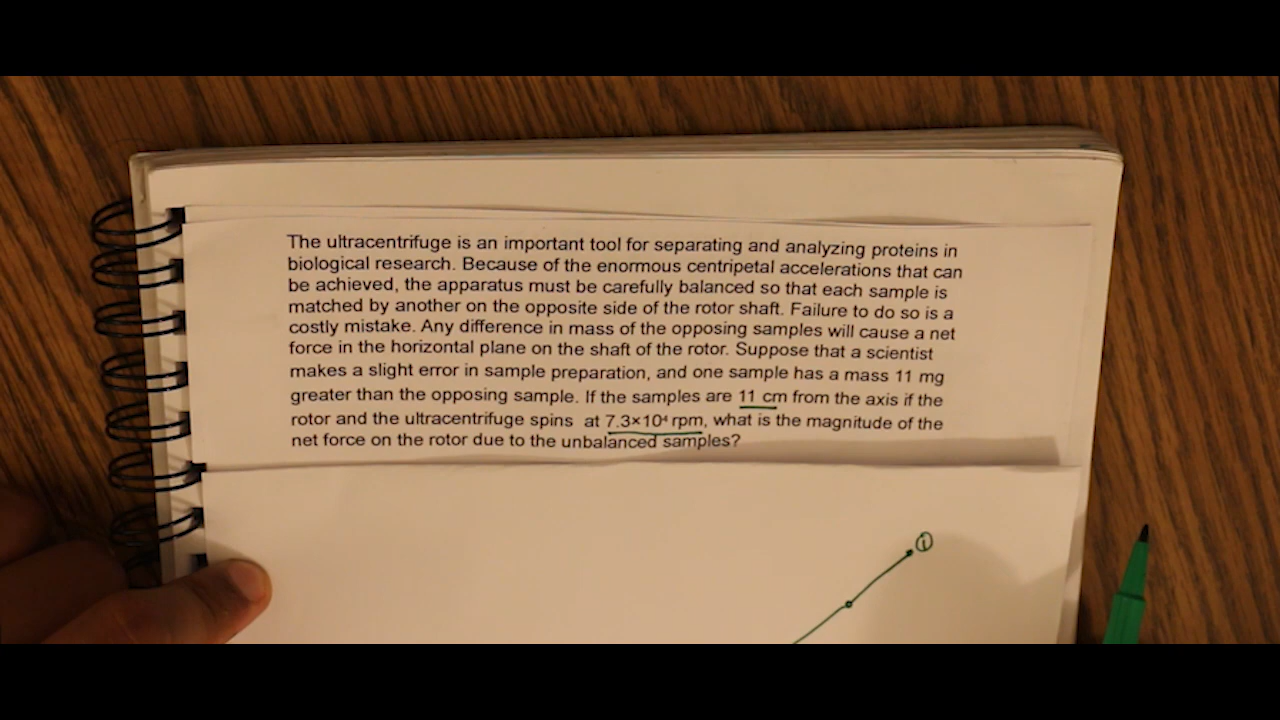 The ultracentrifuge is an important tool for separating and analyzing proteins in
biological research. Because of the enormous centripetal accelerations that can
be achieved, the apparatus must be carefully balanced so that each sample is
matched by another on the opposite side of the rotor shaft. Failure to do so is a
costly mistake. Any difference in mass of the opposing samples will cause a net
force in the horizontal plane on the shaft of the rotor. Suppose that a scientist
makes a slight error in sample preparation, and one sample has a mass 11 mg
greater than the opposing sample. If the samples are 11 cm from the axis if the
rotor and the ultracentrifuge spins at 7.3×10⁴ rpm, what is the magnitude of the
net force on the rotor due to the unbalanced samples?
1